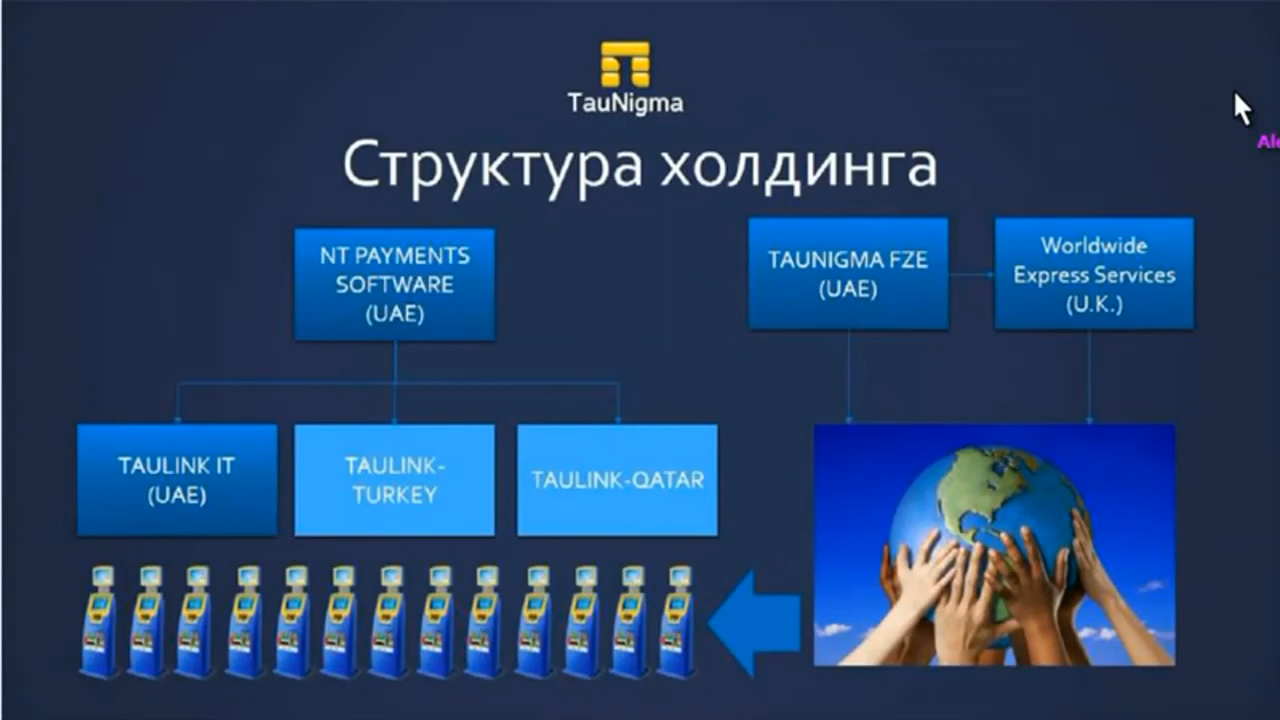 TauNigma
Структура холдинга
NT PAYMENTS
SOFTWARE
(UAE)
TAUNIGMA FZE
(UAE)
Worldwide
Express Services
(U.K.)
TAULINK IT
(UAE)
TAULINK-
TURKEY
TAULINK-QATAR